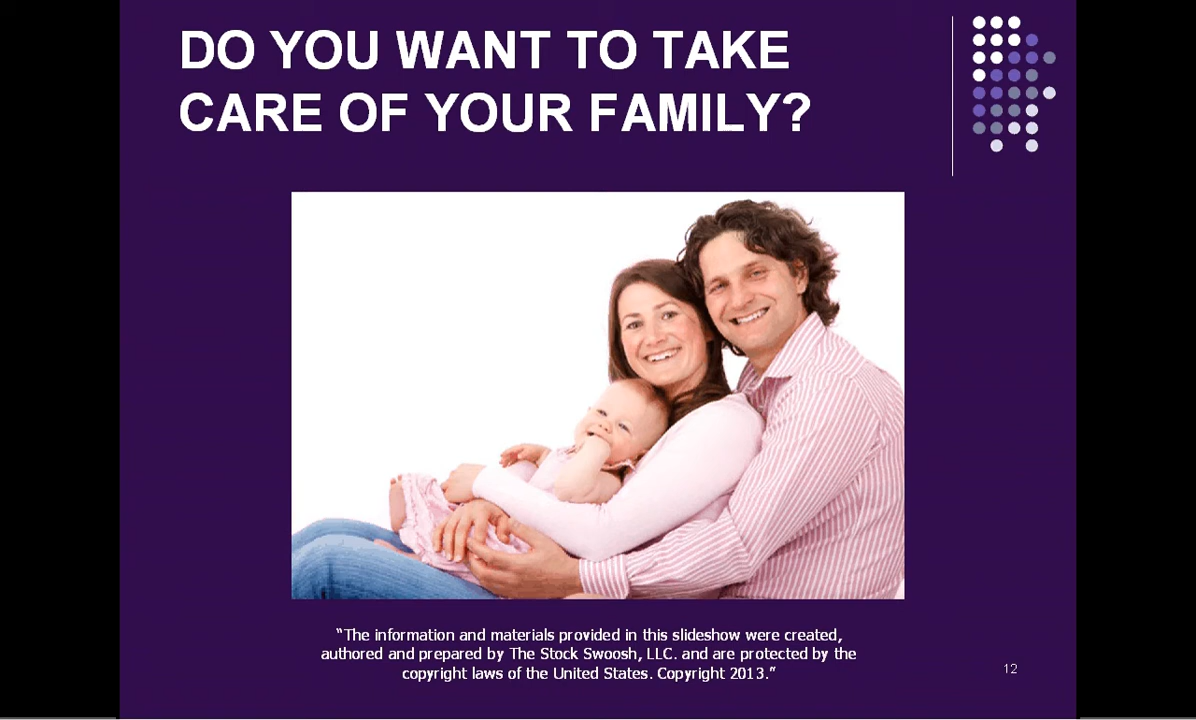 DO YOU WANT TO TAKE
CARE OF YOUR FAMILY?
“The information and materials provided in this slideshow were created,
authored and prepared by The Stock Swoosh, LLC. and are protected by the
copyright laws of the United States. Copyright 2013.”
12